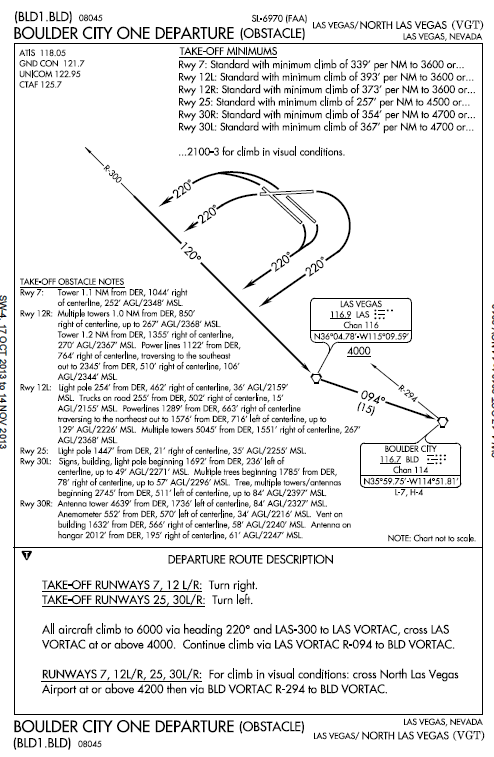 (BLD1.BLD) 08045
SL-6970 (FAA)
BOULDER CITY ONE DEPARTURE (OBSTACLE)
LAS VEGAS/ NORTH LAS VEGAS (VGT)
LAS VEGAS, NEVADA
ATIS 118.05
GND CON 121.7
UNICOM 122.95
CTAF 125.7
TAKE-OFF MINIMUMS
Rwy 7: Standard with minimum climb of 339' per NM to 3600 or...
Rwy 12L: Standard with minimum climb of 393' per NM to 3600 or...
Rwy 12R: Standard with minimum climb of 373' per NM to 3600 or...
Rwy 25: Standard with minimum climb of 257' per NM to 4500 or...
Rwy 30R: Standard with minimum climb of 354' per NM to 4700 or...
Rwy 30L: Standard with minimum climb of 367' per NM to 4700 or...
...2100-3 for climb in visual conditions.
R-300
220°
220°
120°
220°
220°
TAKE-OFF OBSTACLE NOTES
Rwy 7: Tower 1.1 NM from DER, 1044' right
of centerline, 252' AGL/2348' MSL.
Rwy 12R: Multiple towers 1.0 NM from DER, 850'
right of centerline, up to 267' AGL/2368' MSL.
Tower 1.2 NM from DER, 1355' right of centerline,
270' AGL/2367' MSL. Power lines 1122' from DER,
764' right of centerline, traversing to the southeast
out to 2345' from DER, 510' right of centerline, 106'
AGL/2344' MSL.
Rwy 12L: Light pole 254' from DER, 462' right of centerline, 36' AGL/2159'
MSL. Trucks on road 255' from DER, 502' right of centerline, 15'
AGL/2155' MSL. Powerlines 1289' from DER, 663' right of centerline
traversing to the northeast out to 1576' from DER, 716' left of centerline, up to
129' AGL/2226' MSL. Multiple towers 5045' from DER, 1551' right of centerline, 267'
AGL/2368' MSL.
Rwy 25: Light pole 1447' from DER, 21' right of centerline, 35' AGL/2255' MSL.
Rwy 30L: Signs, building, light pole beginning 1692' from DER, 236' left of
centerline, up to 49' AGL/2271' MSL. Multiple trees beginning 1785' from DER,
78' right of centerline, up to 57' AGL/2296' MSL. Tree, multiple towers/antennas
beginning 2745' from DER, 511' left of centerline, up to 84' AGL/2397' MSL.
Rwy 30R: Antenna tower 4639' from DER, 1736' left of centerline, 84' AGL/2327' MSL.
Anemometer 552' from DER, 570' left of centerline, 34' AGL/2216' MSL. Vent on
building 1632' from DER, 566' right of centerline, 58' AGL/2240' MSL. Antenna on
hangar 2012' from DER, 195' right of centerline, 61' AGL/2247' MSL.
LAS VEGAS
116.9 LAS
Chan 116
N36°04.78'-W115°09.59'
4000
R-294
094°
(15)
BOULDER CITY
116.7 BLD
Chan 114
N35°59.75'-W114°51.81'
L-7, H-4
NOTE: Chart not to scale.
SW-4, 17 OCT 2013 to 14 NOV 2013
T
DEPARTURE ROUTE DESCRIPTION
TAKE-OFF RUNWAYS 7, 12 L/R: Turn right.
TAKE-OFF RUNWAYS 25, 30L/R: Turn left.
All aircraft climb to 6000 via heading 220° and LAS-300 to LAS VORTAC, cross LAS
VORTAC at or above 4000. Continue climb via LAS VORTAC R-094 to BLD VORTAC.
RUNWAYS 7, 12L/R, 25, 30L/R: For climb in visual conditions: cross North Las Vegas
Airport at or above 4200 then via BLD VORTAC R-294 to BLD VORTAC.
BOULDER CITY ONE DEPARTURE (OBSTACLE)
(BLD1.BLD) 08045
LAS VEGAS, NEVADA
LAS VEGAS/ NORTH LAS VEGAS (VGT)